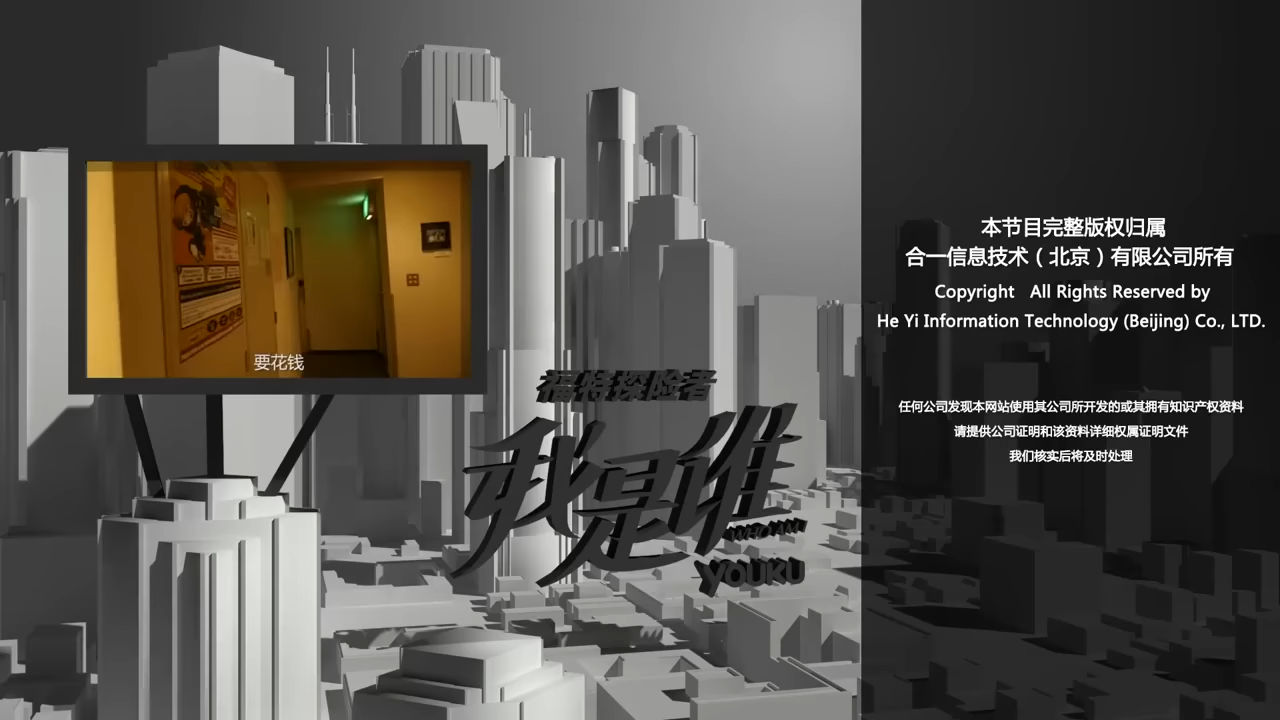 要花钱
福特探险者
我是谁
WHO AM I
YOUKU
本节目完整版权归属
合一信息技术（北京）有限公司所有
Copyright All Rights Reserved by
He Yi Information Technology (Beijing) Co., LTD.
任何公司发现本网站使用其公司所开发的或其拥有知识产权资料
请提供公司证明和该资料详细权属证明文件
我们核实后将及时处理